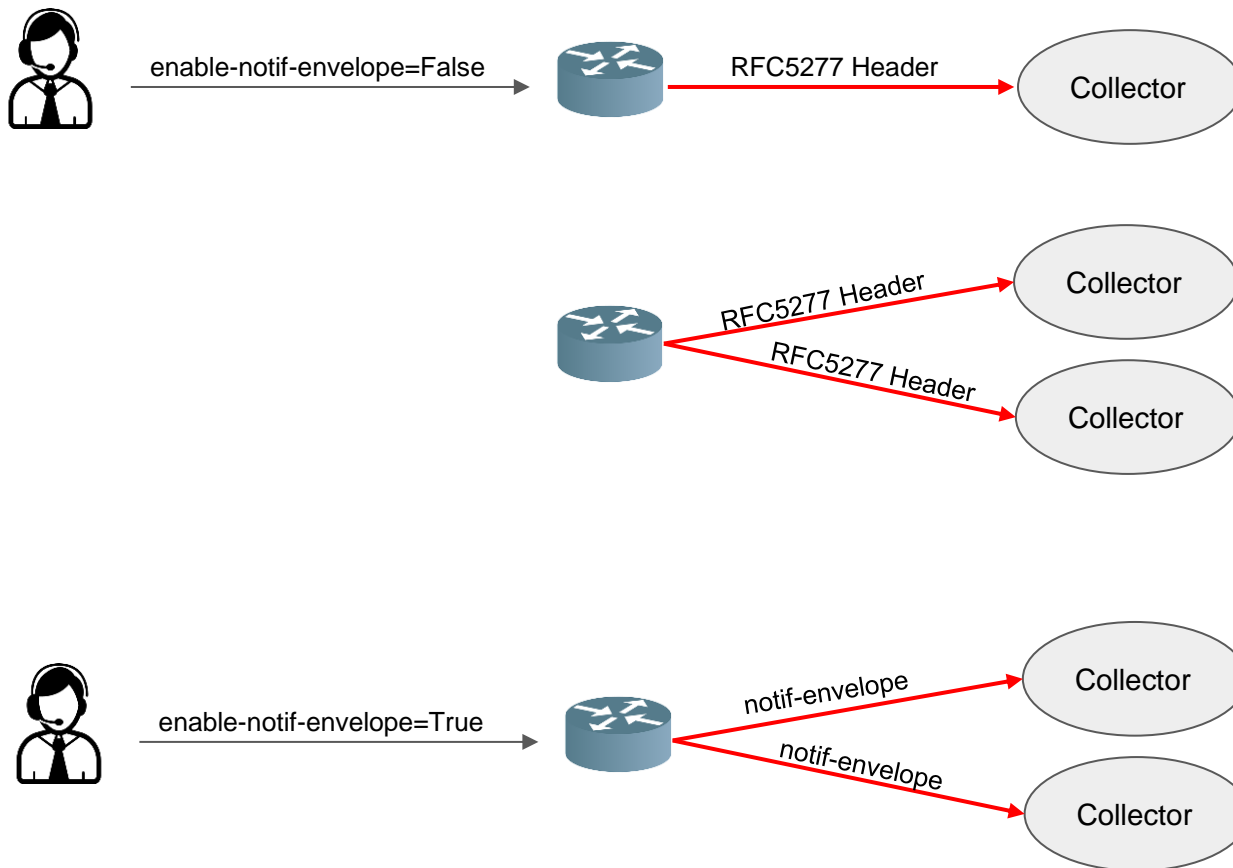 enable-notif-envelope=False
RFC5277 Header
Collector
RFC5277 Header
Collector
RFC5277 Header
Collector
enable-notif-envelope=True
notif-envelope
Collector
notif-envelope
Collector